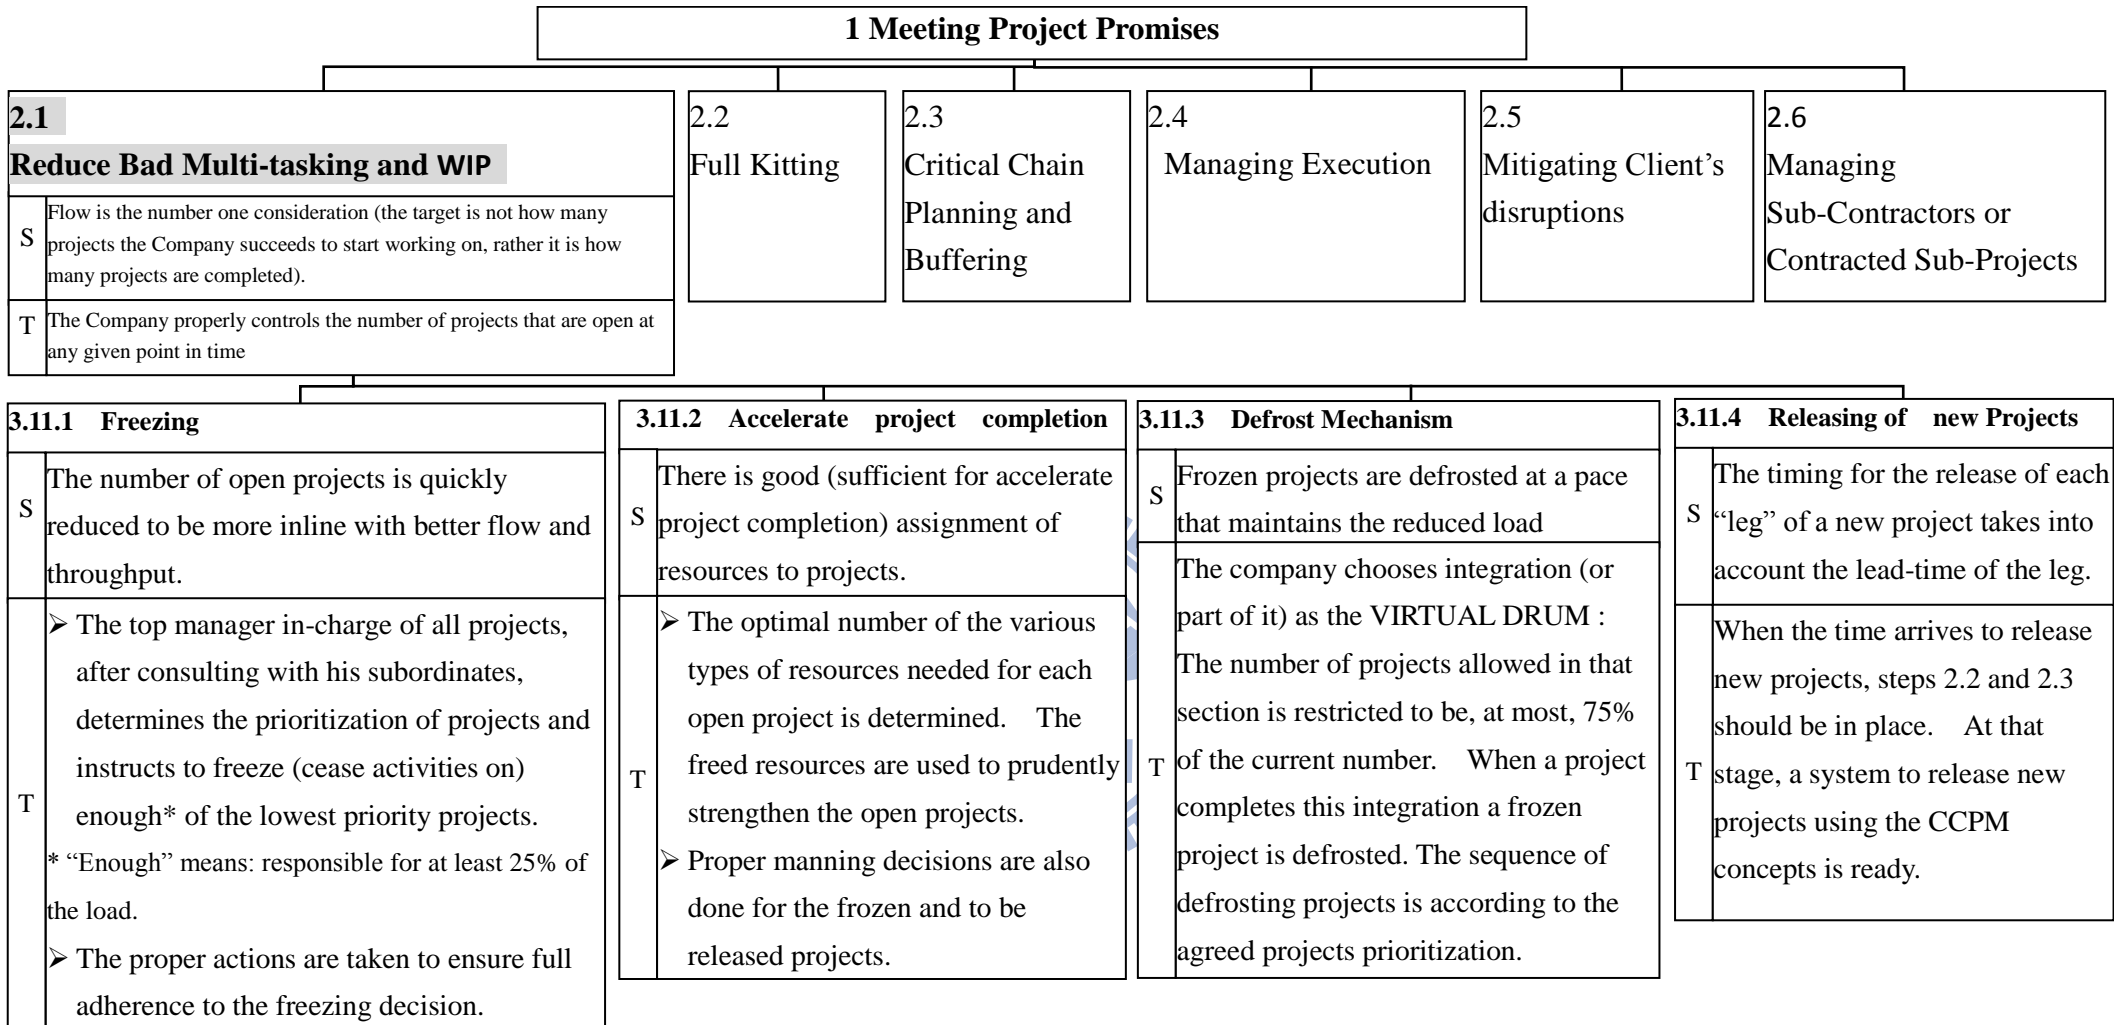 1 Meeting Project Promises
2.1
Reduce Bad Multi-tasking and WIP
S
Flow is the number one consideration (the target is not how many
projects the Company succeeds to start working on, rather it is how
many projects are completed).
T
The Company properly controls the number of projects that are open at
any given point in time
2.2
Full Kitting
2.3
Critical Chain
Planning and
Buffering
2.4
Managing Execution
2.5
Mitigating Client’s
disruptions
2.6
Managing
Sub-Contractors or
Contracted Sub-Projects
3.11.1 Freezing
S
The number of open projects is quickly
reduced to be more inline with better flow and
throughput.
T
➢ The top manager in-charge of all projects,
after consulting with his subordinates,
determines the prioritization of projects and
instructs to freeze (cease activities on)
enough* of the lowest priority projects.
* “Enough” means: responsible for at least 25% of
the load.
➢ The proper actions are taken to ensure full
adherence to the freezing decision.
3.11.2 Accelerate project completion
S
There is good (sufficient for accelerate
project completion) assignment of
resources to projects.
T
➢ The optimal number of the various
types of resources needed for each
open project is determined. The
freed resources are used to prudently
strengthen the open projects.
➢ Proper manning decisions are also
done for the frozen and to be
released projects.
3.11.3 Defrost Mechanism
S
Frozen projects are defrosted at a pace
that maintains the reduced load
T
The company chooses integration (or
part of it) as the VIRTUAL DRUM :
The number of projects allowed in that
section is restricted to be, at most, 75%
of the current number. When a project
completes this integration a frozen
project is defrosted. The sequence of
defrosting projects is according to the
agreed projects prioritization.
3.11.4 Releasing of new Projects
S
The timing for the release of each
“leg” of a new project takes into
account the lead-time of the leg.
T
When the time arrives to release
new projects, steps 2.2 and 2.3
should be in place. At that
stage, a system to release new
projects using the CCPM
concepts is ready.